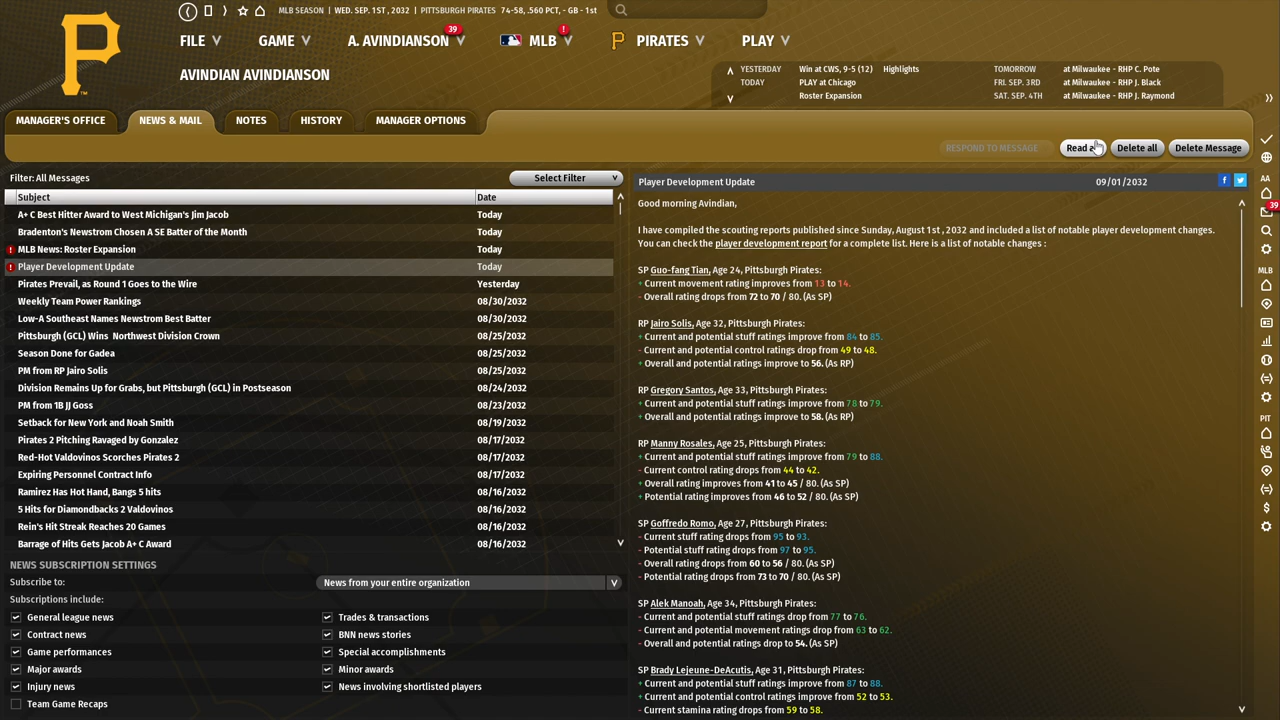 MLB SEASON | WED. SEP. 1ST , 2032 | PITTSBURGH PIRATES 74-58, .560 PCT, - GB - 1st
39
!
FILE GAME A. AVINDIANSON MLB P PIRATES PLAY
AVINDIAN AVINDIANSON
P
YESTERDAY Win at CWS, 9-5 (12) Highlights TOMORROW at Milwaukee - RHP C. Pote
TODAY PLAY at Chicago FRI. SEP. 3RD at Milwaukee - RHP J. Black
Roster Expansion SAT. SEP. 4TH at Milwaukee - RHP J. Raymond
MANAGER'S OFFICE NEWS & MAIL NOTES HISTORY MANAGER OPTIONS
RESPOND TO MESSAGE Read a Delete all Delete Message
Filter: All Messages Select Filter
Subject Date
A+ C Best Hitter Award to West Michigan's Jim Jacob Today
Bradenton's Newstrom Chosen A SE Batter of the Month Today
! MLB News: Roster Expansion Today
! Player Development Update Today
Pirates Prevail, as Round 1 Goes to the Wire Yesterday
Weekly Team Power Rankings 08/30/2032
Low-A Southeast Names Newstrom Best Batter 08/30/2032
Pittsburgh (GCL) Wins Northwest Division Crown 08/25/2032
Season Done for Gadea 08/25/2032
PM from RP Jairo Solis 08/25/2032
Division Remains Up for Grabs, but Pittsburgh (GCL) in Postseason 08/24/2032
PM from 1B JJ Goss 08/23/2032
Setback for New York and Noah Smith 08/19/2032
Pirates 2 Pitching Ravaged by Gonzalez 08/17/2032
Red-Hot Valdovinos Scorches Pirates 2 08/17/2032
Expiring Personnel Contract Info 08/17/2032
Ramirez Has Hot Hand, Bangs 5 hits 08/16/2032
5 Hits for Diamondbacks 2 Valdovinos 08/16/2032
Rein's Hit Streak Reaches 20 Games 08/16/2032
Barrage of Hits Gets Jacob A+ C Award 08/16/2032
NEWS SUBSCRIPTION SETTINGS
Subscribe to: News from your entire organization
Subscriptions include:
General league news Trades & transactions
Contract news BNN news stories
Game performances Special accomplishments
Major awards Minor awards
Injury news News involving shortlisted players
Team Game Recaps
Player Development Update 09/01/2032
Good morning Avindian,
I have compiled the scouting reports published since Sunday, August 1st , 2032 and included a list of notable player development changes.
You can check the player development report for a complete list. Here is a list of notable changes :
SP Guo-fang Tian, Age 24, Pittsburgh Pirates:
+ Current movement rating improves from 13 to 14.
- Overall rating drops from 72 to 70 / 80. (As SP)
RP Jairo Solis, Age 32, Pittsburgh Pirates:
+ Current and potential stuff ratings improve from 84 to 85.
- Current and potential control ratings drop from 49 to 48.
+ Overall and potential ratings improve to 56. (As RP)
RP Gregory Santos, Age 33, Pittsburgh Pirates:
+ Current and potential stuff ratings improve from 78 to 79.
+ Overall and potential ratings improve to 58. (As RP)
RP Manny Rosales, Age 25, Pittsburgh Pirates:
+ Current and potential stuff ratings improve from 79 to 88.
- Current control rating drops from 44 to 42.
+ Overall rating improves from 41 to 45 / 80. (As SP)
+ Potential rating improves from 46 to 52 / 80. (As SP)
SP Goffredo Romo, Age 27, Pittsburgh Pirates:
- Current stuff rating drops from 95 to 93.
- Potential stuff rating drops from 97 to 95.
- Overall rating drops from 60 to 56 / 80. (As SP)
- Potential rating drops from 73 to 70 / 80. (As SP)
SP Alek Manoah, Age 34, Pittsburgh Pirates:
- Current and potential stuff ratings drop from 77 to 76.
- Current and potential movement ratings drop from 63 to 62.
- Overall and potential ratings drop to 54. (As SP)
SP Brady Lejeune-DeAcutis, Age 31, Pittsburgh Pirates:
+ Current and potential stuff ratings improve from 87 to 88.
+ Current and potential control ratings improve from 52 to 53.
- Current stamina rating drops from 59 to 58.
AA
39
MLB
PIT